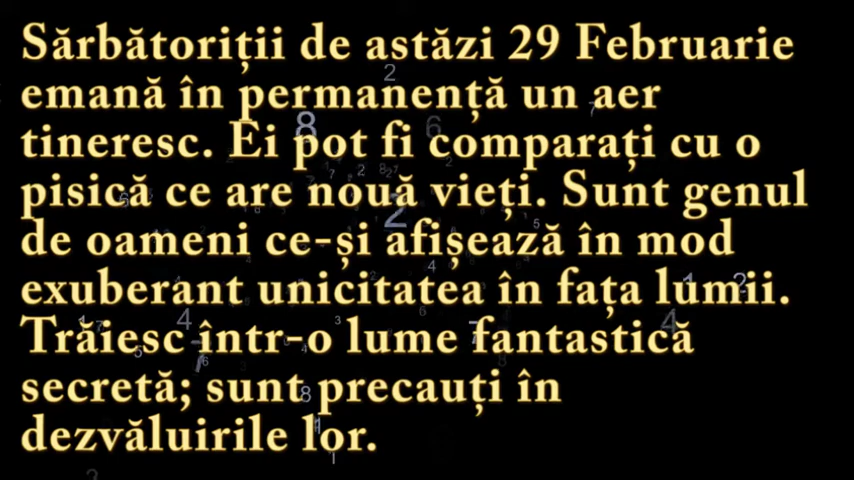 Sărbătoriții de astăzi 29 Februarie
emană în permanență un aer
tineresc. Ei pot fi comparați cu o
pisică ce are nouă vieți. Sunt genul
de oameni ce-și afișează în mod
exuberant unicitatea în fața lumii.
Trăiesc într-o lume fantastică
secretă; sunt precauți în
dezvăluirile lor.